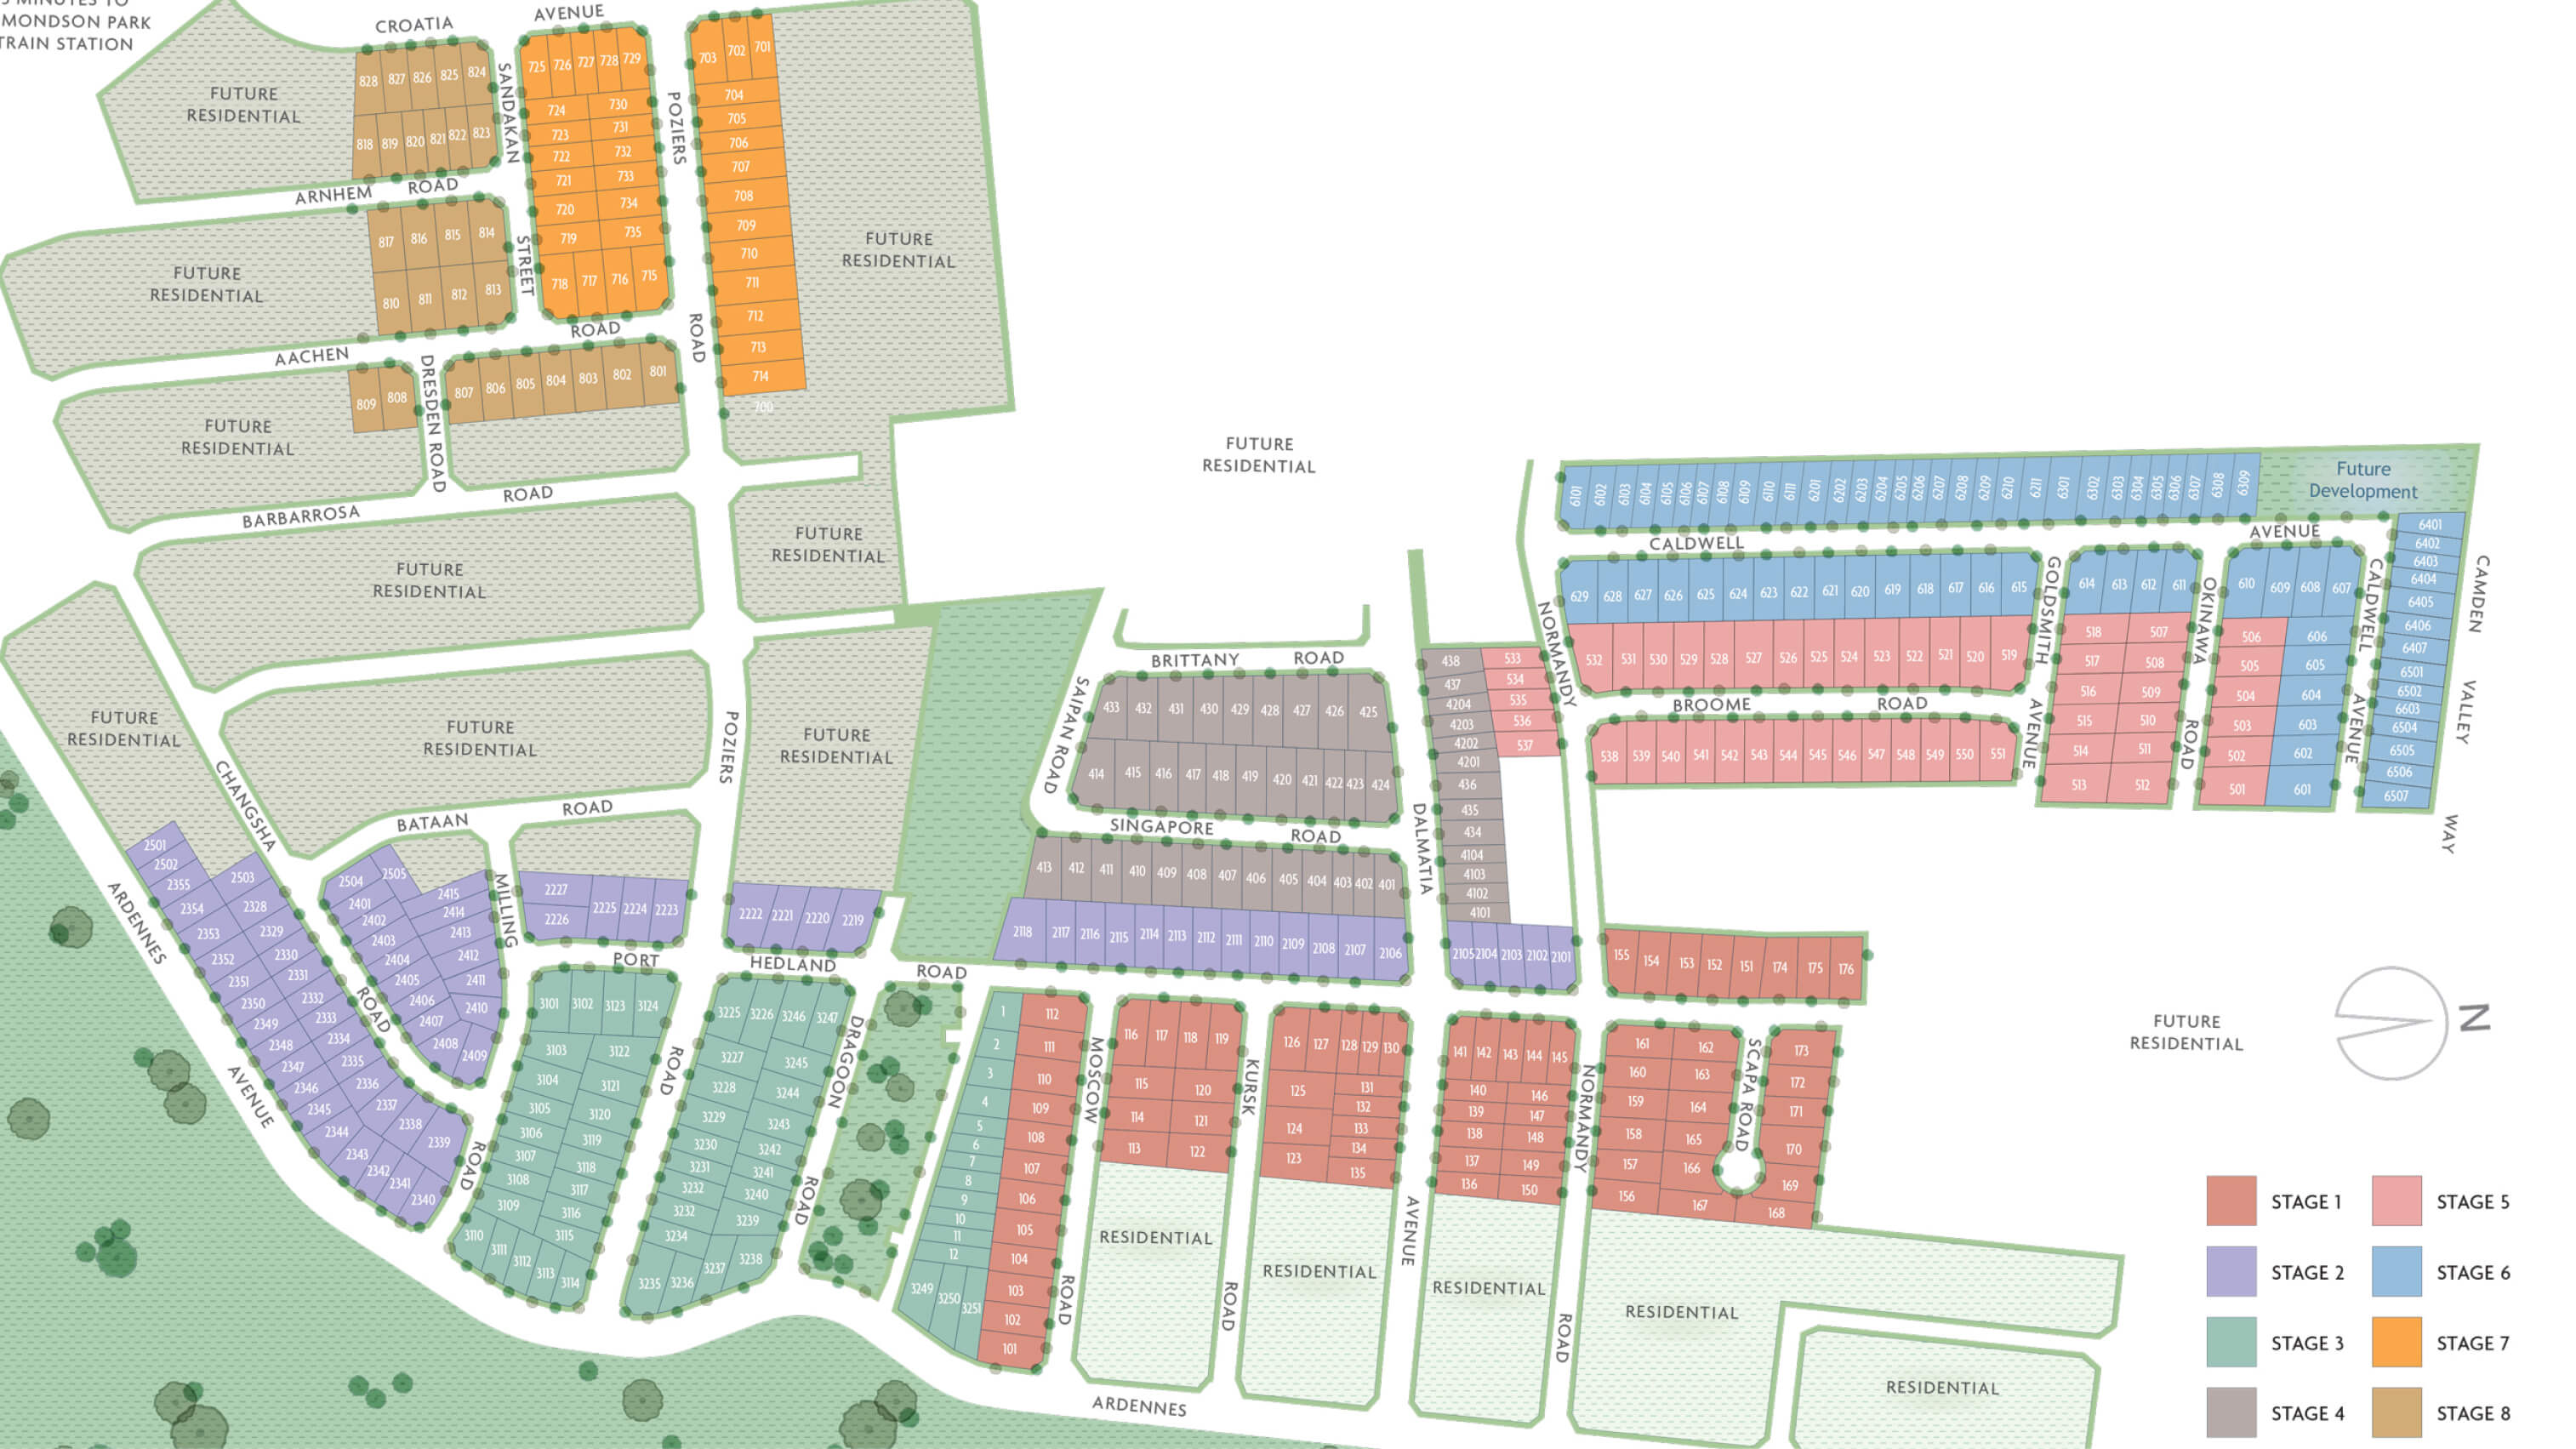 5 MINUTES TO
MONDSON PARK
TRAIN STATION
CROATIA
AVENUE
FUTURE
RESIDENTIAL
828 827 826 825 824
818 819 820 821 822 823
SANDAKAN
STREET
725 726 727 728 729
724 730
723 731
722 732
721 733
720 734
719 735
718 717 716 715
POZIERS
ROAD
703 702 701
704
705
706
707
708
709
710
711
712
713
714
700
FUTURE
RESIDENTIAL
ARNHEM ROAD
817 816 815 814
810 811 812 813
FUTURE
RESIDENTIAL
AACHEN
ROAD
809 808
DRESDEN ROAD
807 806 805 804 803 802 801
FUTURE
RESIDENTIAL
BARBARROSA
ROAD
FUTURE
RESIDENTIAL
FUTURE
RESIDENTIAL
FUTURE
RESIDENTIAL
FUTURE
RESIDENTIAL
FUTURE
RESIDENTIAL
POZIERS
FUTURE
RESIDENTIAL
FUTURE
RESIDENTIAL
CHANGSHA
ROAD
BATAAN
ROAD
MILLING
ROAD
ARDENNES
AVENUE
2501
2502
2355 2503
2354 2328
2353 2329
2352 2330
2351 2331
2350 2332
2349 2333
2348 2334
2347 2335
2346 2336
2345 2337
2344 2338
2343 2339
2342
2341
2340
2504 2505
2401 2415
2402 2414
2403 2413
2404 2412
2405 2411
2406 2410
2407
2408 2409
2227
2226 2225 2224 2223
2222 2221 2220 2219
PORT
HEDLAND
ROAD
3101 3102 3123 3124
3103 3122
3104 3121
3105 3120
3106 3119
3107 3118
3108 3117
3109 3116
3110 3115
3111 3112 3113 3114
ROAD
3225 3226 3246 3247
3227 3245
3228 3244
3229 3243
3230 3242
3231 3241
3232 3240
3232 3239
3234 3238
3235 3236 3237
DRAGOON
ROAD
1 112
2 111
3 110
4 109
5 108
6
7 107
8
9 106
10
11 105
12 104
3249 3250 3251
103
102
101
MOSCOW
ROAD
116 117 118 119
115 120
114 121
113 122
RESIDENTIAL
KURSK
ROAD
126 127 128 129 130
125 131
132
124 133
134
123 135
RESIDENTIAL
AVENUE
141 142 143 144 145
140 146
139 147
138 148
137 149
136 150
RESIDENTIAL
NORMANDY
ROAD
161 162
160 163
159 164
158 165
157 166
156 167 168
SCAPA ROAD
173
172
171
170
169
RESIDENTIAL
RESIDENTIAL
ARDENNES
SAIPAN ROAD
BRITTANY ROAD
433 432 431 430 429 428 427 426 425
414 415 416 417 418 419 420 421 422 423 424
SINGAPORE ROAD
413 412 411 410 409 408 407 406 405 404 403 402 401
2118 2117 2116 2115 2114 2113 2112 2111 2110 2109 2108 2107 2106
DALMATIA
438 533
437 534
4204 535
4203 536
4202 537
4201
436
435
434
4104
4103
4102
4101
2105 2104 2103 2102 2101
155 154 153 152 151 174 175 176
NORMANDY
6101 6102 6103 6104 6105 6106 6107 6108 6109 6110 6111 6201 6202 6203 6204 6205 6206 6207 6208 6209 6210 6211 6301 6302 6303 6304 6305 6306 6307 6308 6309
Future
Development
CALDWELL
AVENUE
629 628 627 626 625 624 623 622 621 620 619 618 617 616 615
532 531 530 529 528 527 526 525 524 523 522 521 520 519
BROOME ROAD
538 539 540 541 542 543 544 545 546 547 548 549 550 551
GOLDSMITH
AVENUE
614 613 612 611
518 507
517 508
516 509
515 510
514 511
513 512
OKINAWA
ROAD
610 609 608 607
506 606
505 605
504 604
503 603
502 602
501 601
CALDWELL
AVENUE
6401
6402
6403
6404
6405
6406
6407
6501
6502
6603
6504
6505
6506
6507
CAMDEN
VALLEY
WAY
FUTURE
RESIDENTIAL
N
STAGE 1 STAGE 5
STAGE 2 STAGE 6
STAGE 3 STAGE 7
STAGE 4 STAGE 8